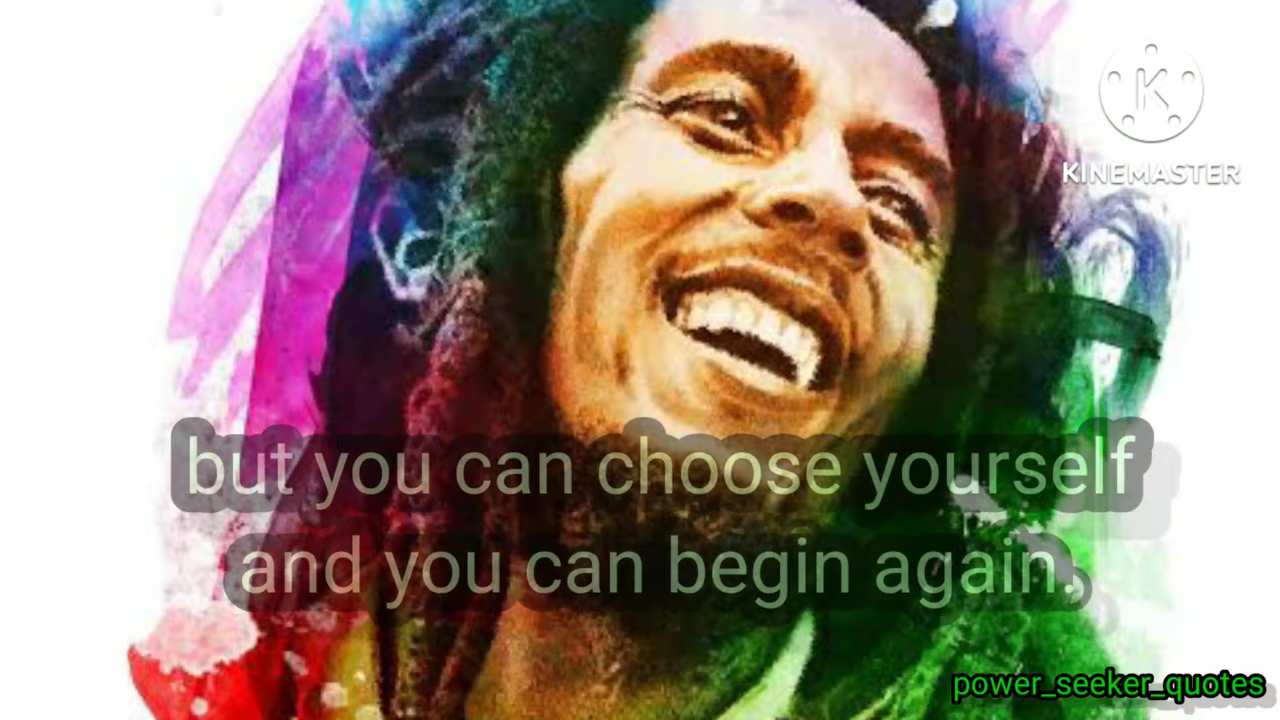 K
KINEMASTER
but you can choose yourself
and you can begin again.
power_seeker_quotes